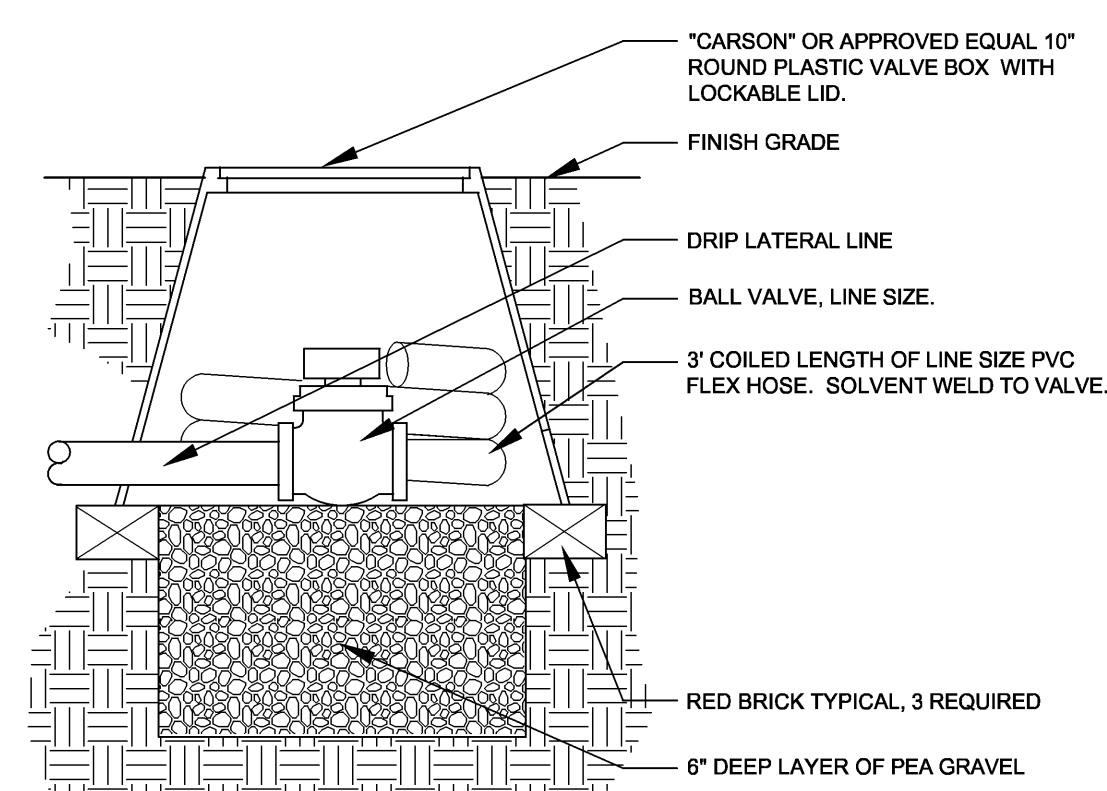 "CARSON" OR APPROVED EQUAL 10"
ROUND PLASTIC VALVE BOX WITH
LOCKABLE LID.
FINISH GRADE
DRIP LATERAL LINE
BALL VALVE, LINE SIZE.
3' COILED LENGTH OF LINE SIZE PVC
FLEX HOSE. SOLVENT WELD TO VALVE.
RED BRICK TYPICAL, 3 REQUIRED
6" DEEP LAYER OF PEA GRAVEL